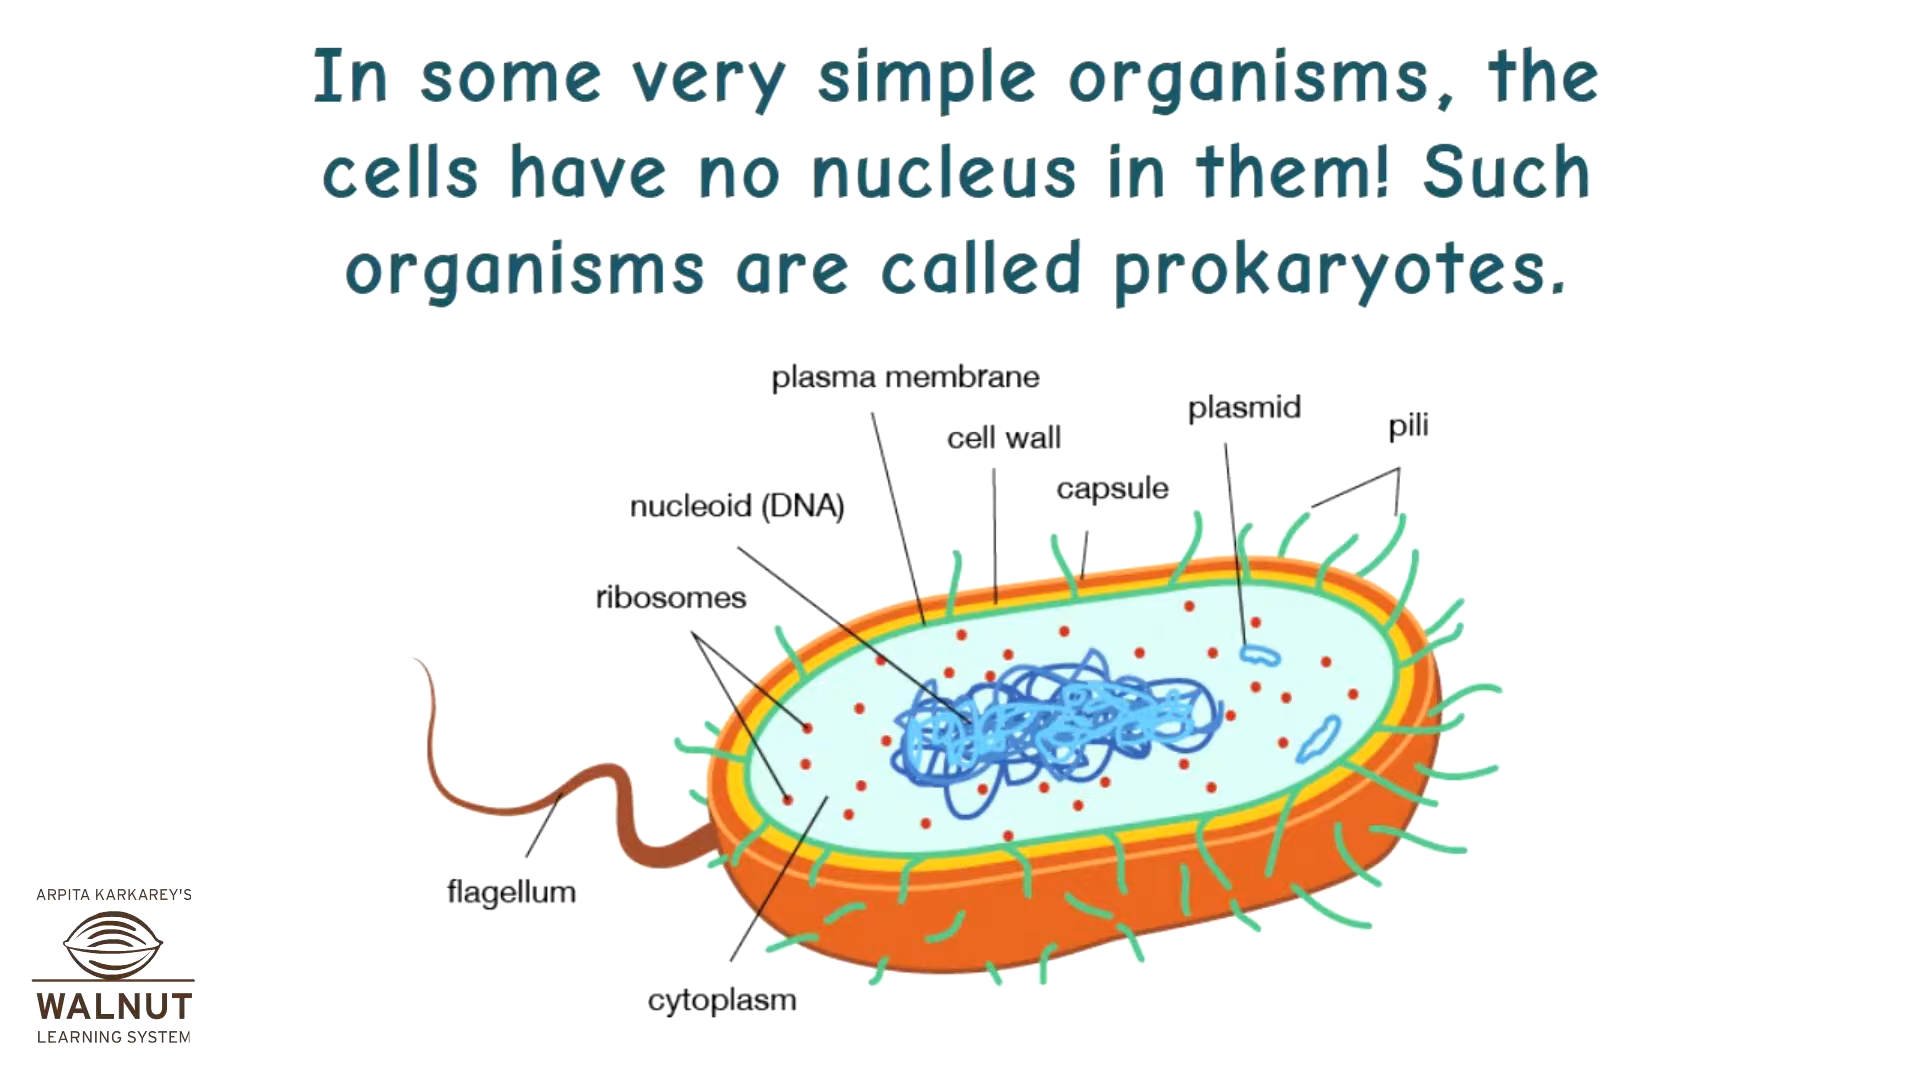 In some very simple organisms, the
cells have no nucleus in them! Such
organisms are called prokaryotes.
plasma membrane
plasmid
pili
cell wall
capsule
nucleoid (DNA)
ribosomes
flagellum
cytoplasm
ARPITA KARKAREY'S
WALNUT
LEARNING SYSTEM